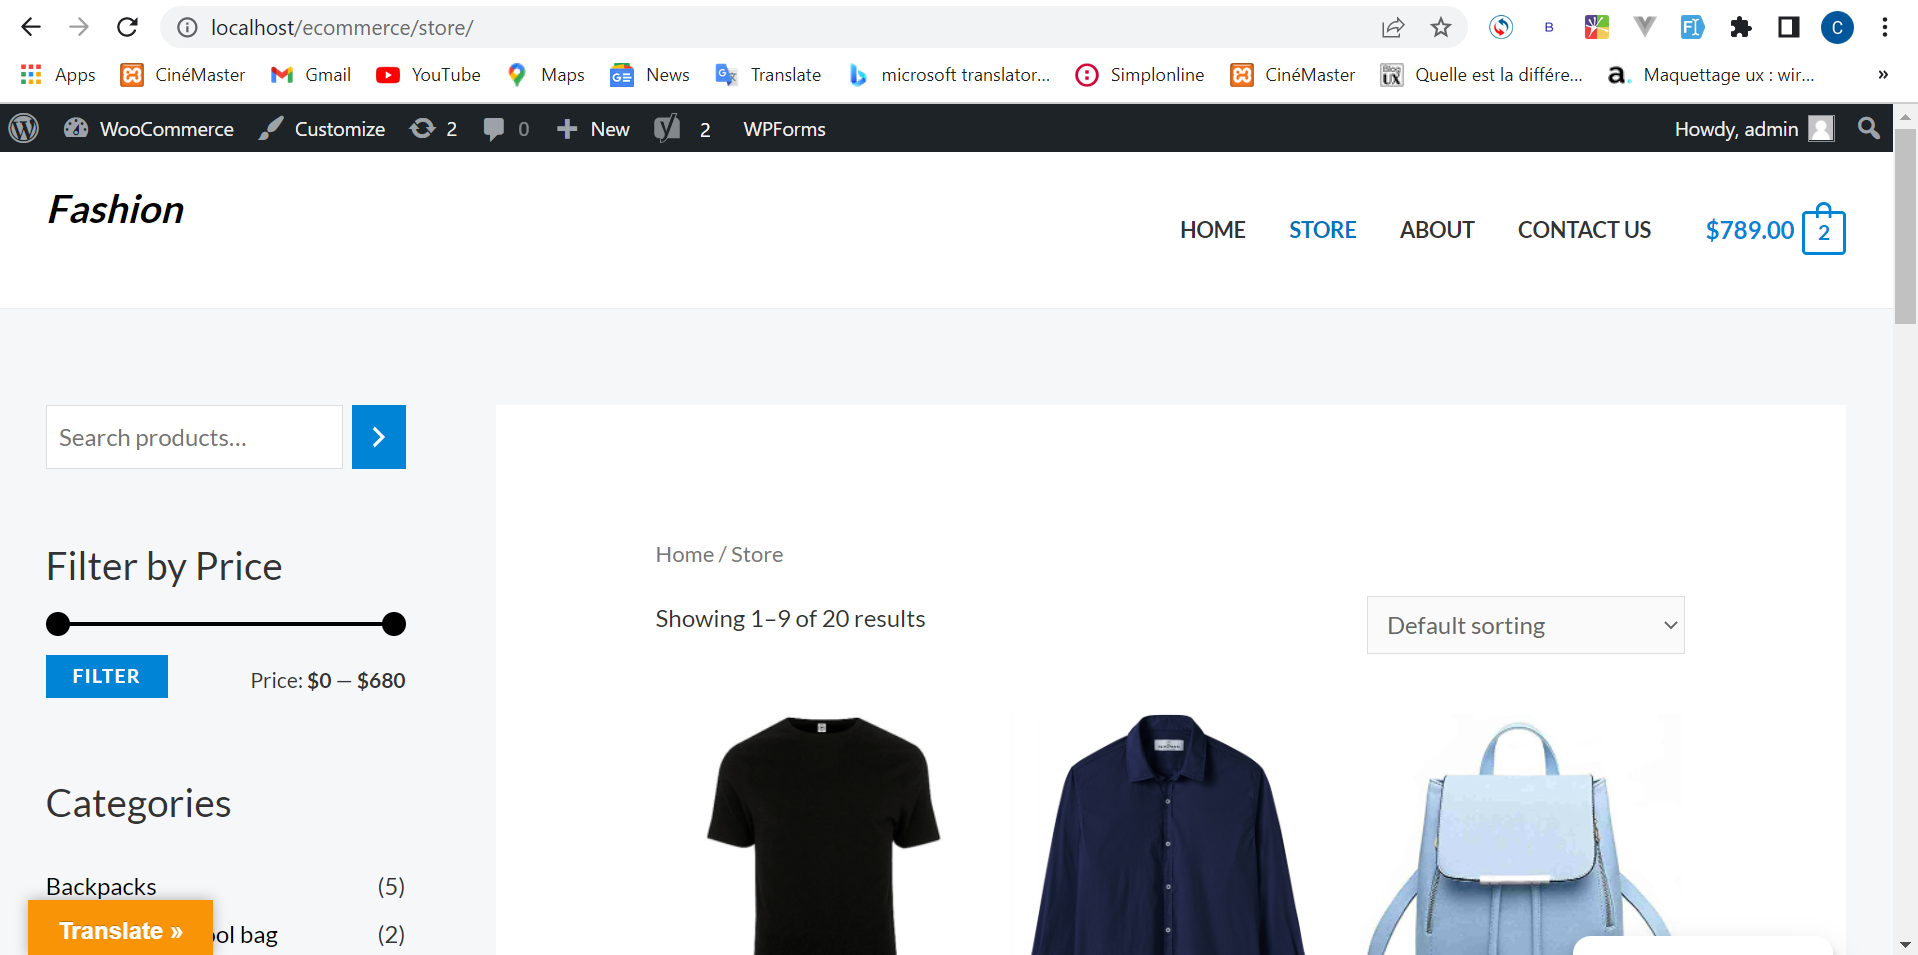 localhost/ecommerce/store/
Apps CinéMaster Gmail YouTube Maps News Translate microsoft translator... Simplonline CinéMaster Quelle est la différe... Maquettage ux : wir... »
WooCommerce Customize 2 0 New 2 WPForms Howdy, admin
Fashion
HOME STORE ABOUT CONTACT US $789.00 2
Search products...
Home / Store
Filter by Price
Showing 1–9 of 20 results
Default sorting
FILTER Price: $0 — $680
Categories
Backpacks (5)
ool bag (2)
Translate »